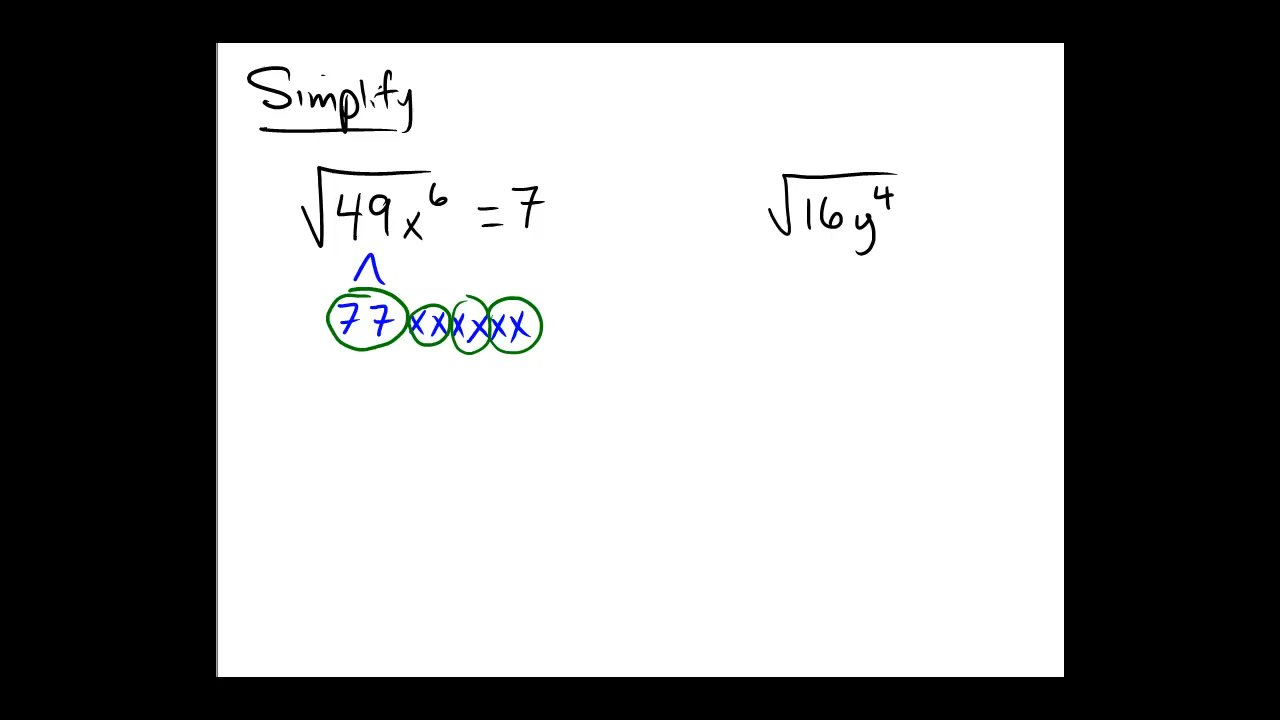 Simplify
√49x⁶ = 7
√16y⁴
77xxxxxx